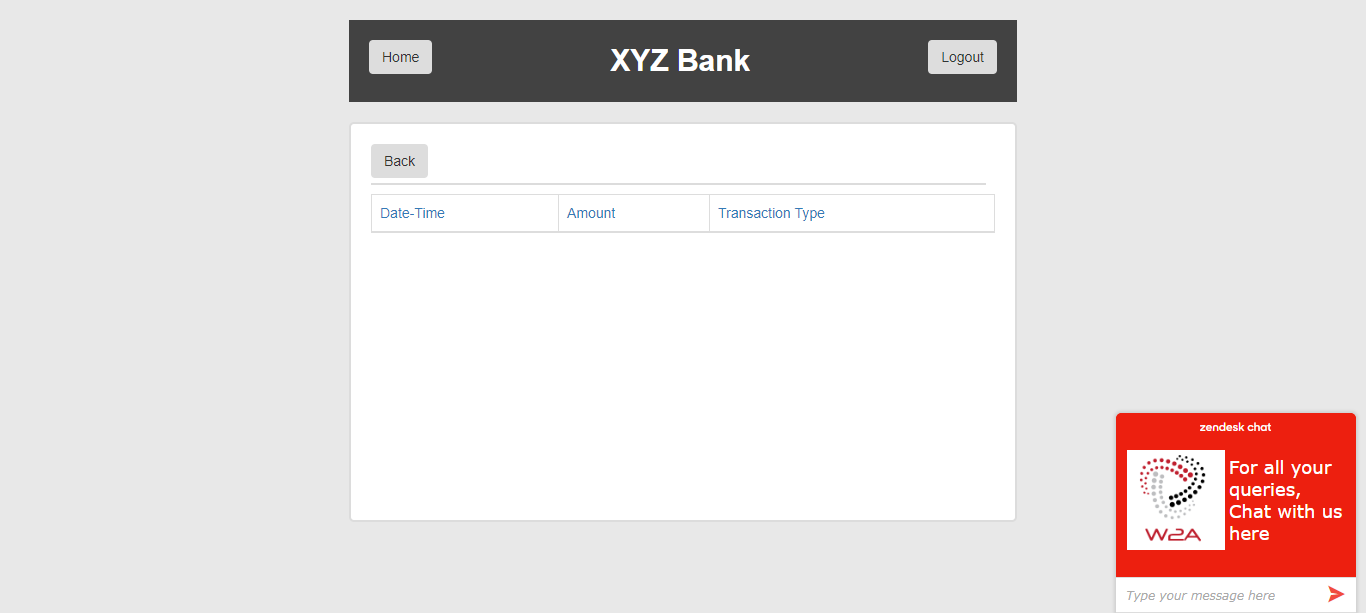 Home
XYZ Bank
Logout
Back
Date-Time
Amount
Transaction Type
zendesk chat
For all your
queries,
Chat with us
here
W2A
Type your message here